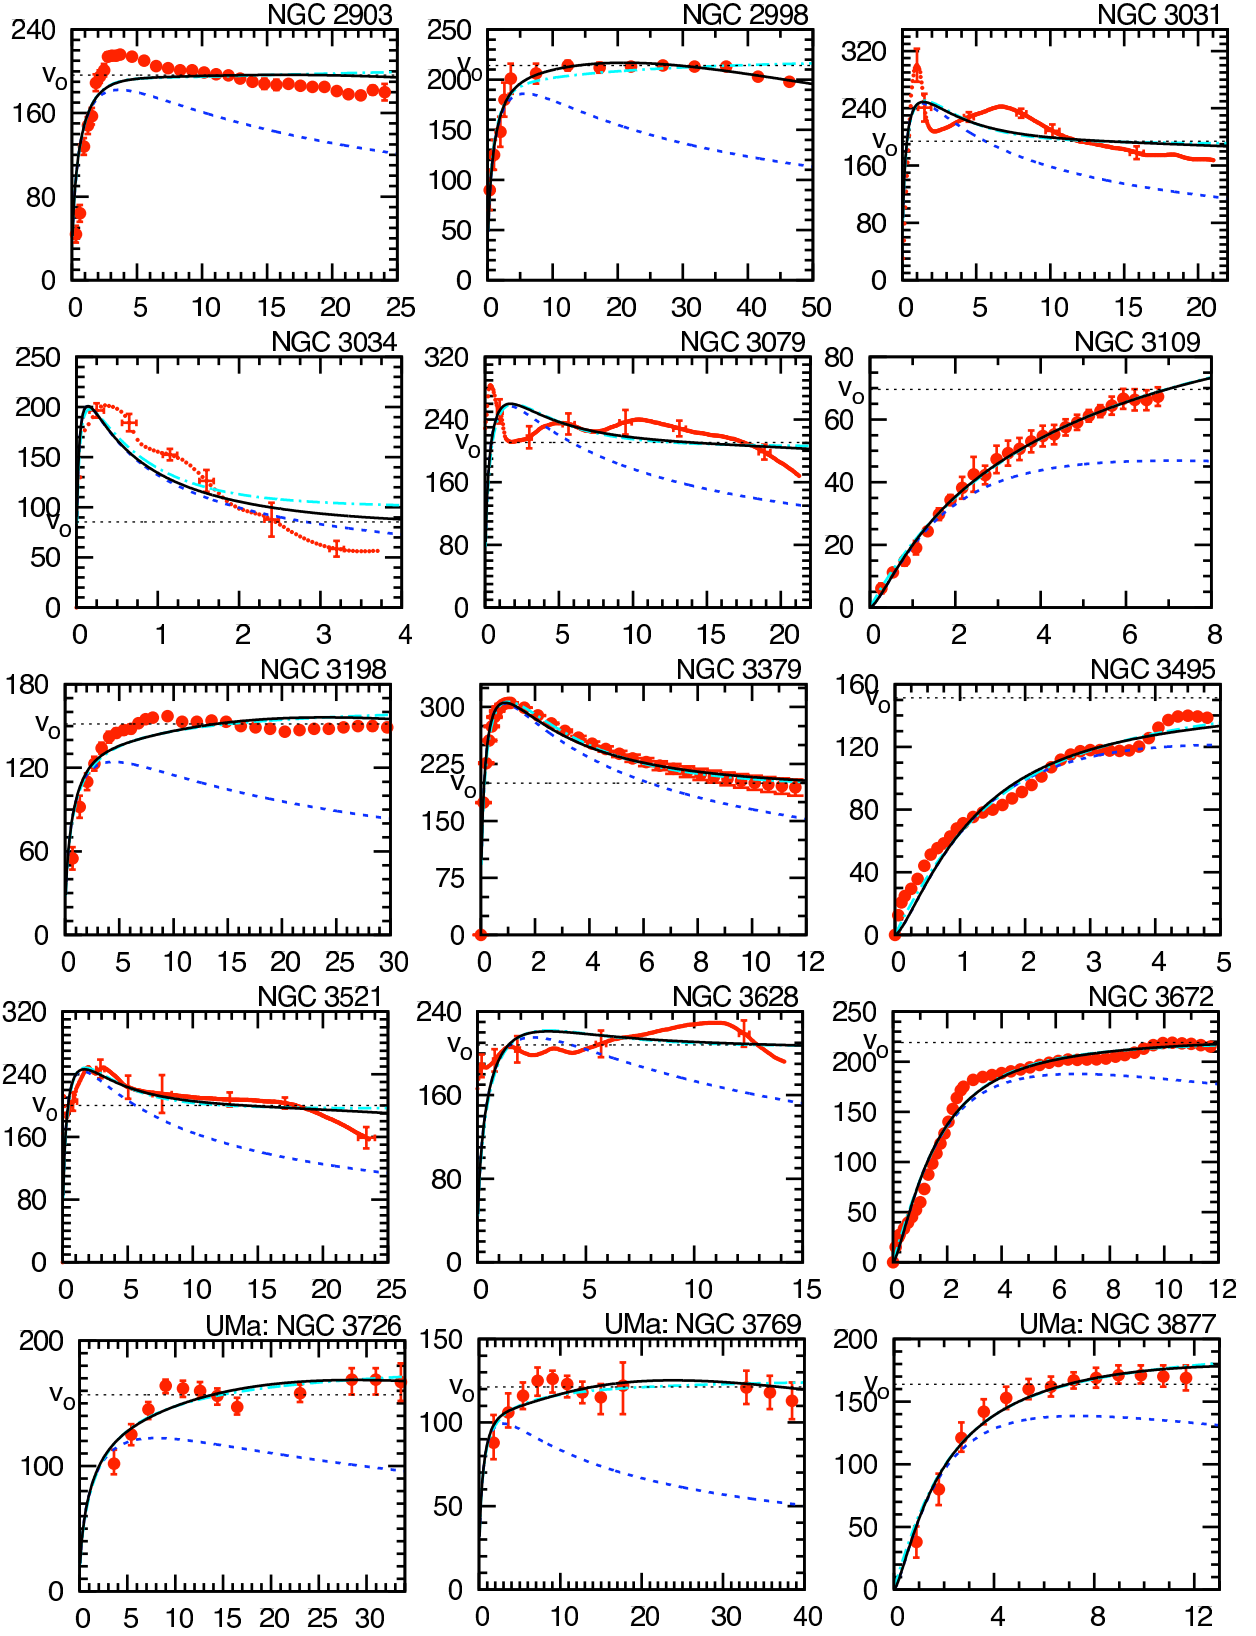 NGC 2903 NGC 2998 NGC 3031
240 250 320
v₀ 200 v₀ 240
160 150 v₀ 160
80 100 80
50
0 0 0
0 5 10 15 20 25 0 10 20 30 40 50 0 5 10 15 20
NGC 3034 NGC 3079 NGC 3109
250 320 80
200 240 v₀ 60
150 v₀ 160 40
100 80 20
v₀ 50
0 0 0
0 1 2 3 4 0 5 10 15 20 0 2 4 6 8
NGC 3198 NGC 3379 NGC 3495
180 300 160 v₀
v₀ 120 225 v₀ 120
60 150 80
75 40
0 0 0
0 5 10 15 20 25 30 0 2 4 6 8 10 12 0 1 2 3 4 5
NGC 3521 NGC 3628 NGC 3672
320 240 250
240 v₀ v₀ 200
v₀ 160 160 150
80 80 100
50
0 0 0
0 5 10 15 20 25 0 5 10 15 0 2 4 6 8 10 12
UMa: NGC 3726 UMa: NGC 3769 UMa: NGC 3877
200 150 200
v₀ v₀ v₀ 150
100 100 100
50 50
0 0 0
0 5 10 15 20 25 30 0 10 20 30 40 0 4 8 12